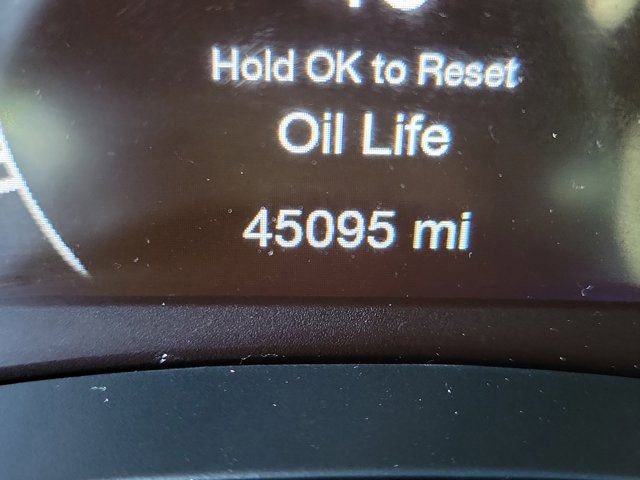 Hold OK to Reset
Oil Life
45095 mi